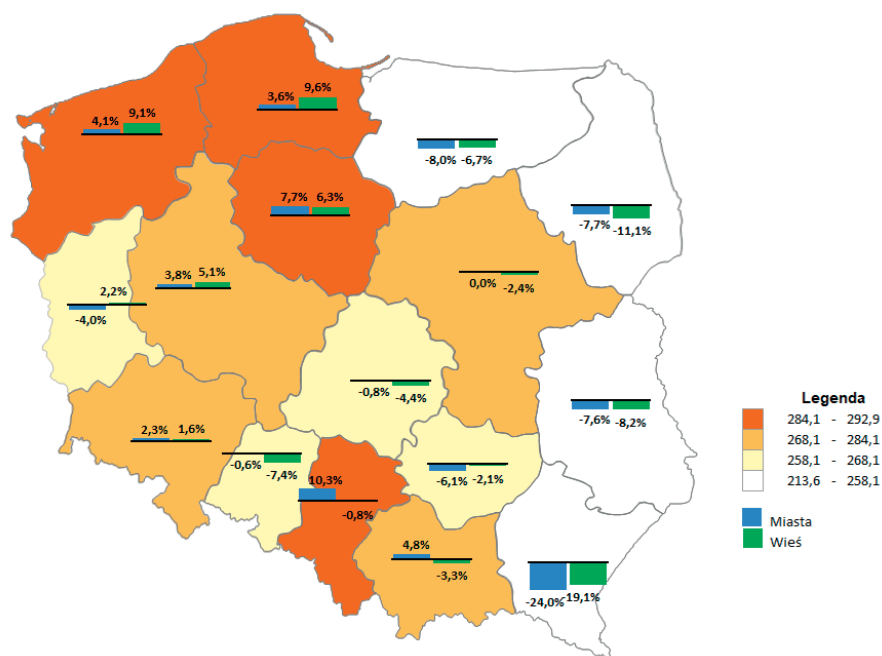 3,6% 9,6%
4,1% 9,1%
-8,0% -6,7%
7,7% 6,3%
-7,7% -11,1%
3,8% 5,1%
0,0% -2,4%
2,2%
-4,0%
-0,8% -4,4%
-7,6% -8,2%
2,3% 1,6%
-0,6% -7,4%
-6,1% -2,1%
10,3%
-0,8%
4,8%
-3,3%
-24,0% -19,1%
Legenda
284,1 - 292,9
268,1 - 284,1
258,1 - 268,1
213,6 - 258,1
Miasta
Wieś